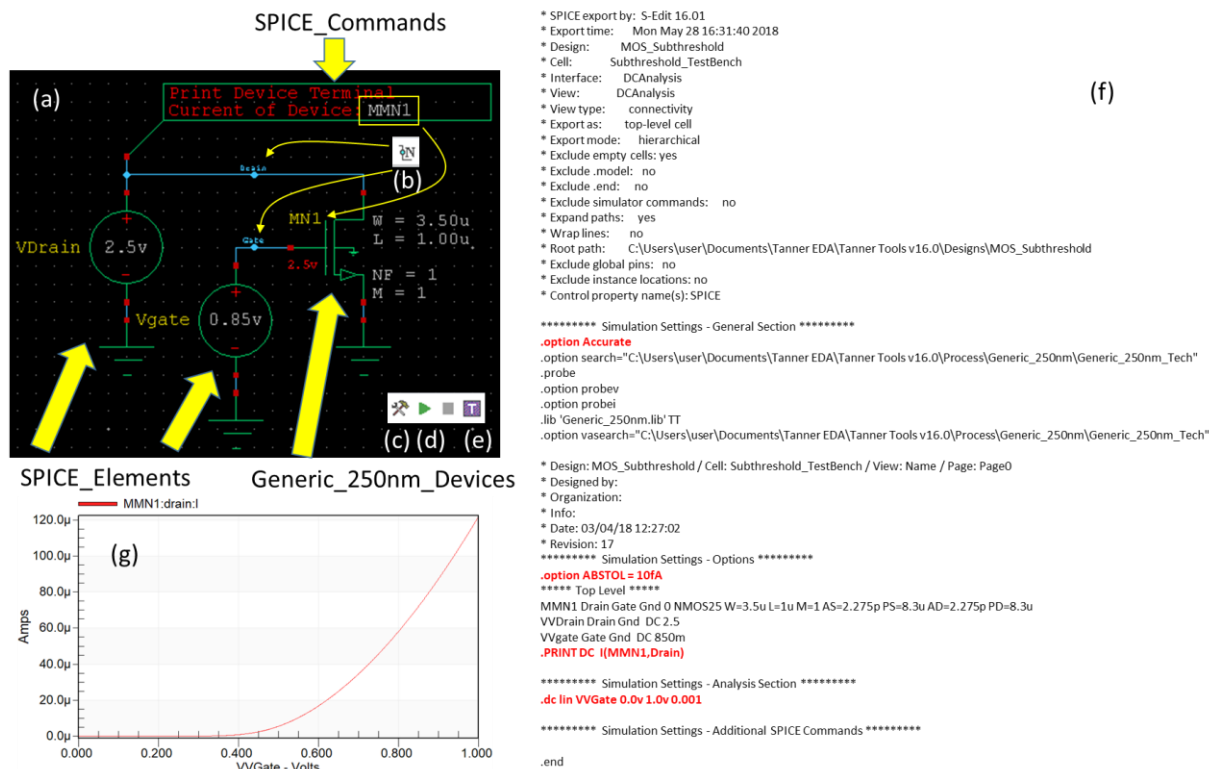 SPICE_Commands
(a)
Print Device Terminal
Current of Device: MMN1
Drain
N
(b)
MN1
W = 3.50u
L = 1.00u
VDrain
2.5v
Gate
2.5v
NF = 1
M = 1
Vgate
0.85v
T
(c) (d) (e)
SPICE_Elements
Generic_250nm_Devices
MMN1:drain:I
(g)
120.0µ
100.0µ
80.0µ
60.0µ
40.0µ
20.0µ
0.0µ
Amps
0.000 0.200 0.400 0.600 0.800 1.000
VVGate - Volts
* SPICE export by: S-Edit 16.01
* Export time: Mon May 28 16:31:40 2018
* Design: MOS_Subthreshold
* Cell: Subthreshold_TestBench
* Interface: DCAnalysis
* View: DCAnalysis
* View type: connectivity
* Export as: top-level cell
* Export mode: hierarchical
* Exclude empty cells: yes
* Exclude .model: no
* Exclude .end: no
* Exclude simulator commands: no
* Expand paths: yes
* Wrap lines: no
* Root path: C:\Users\user\Documents\Tanner EDA\Tanner Tools v16.0\Designs\MOS_Subthreshold
* Exclude global pins: no
* Exclude instance locations: no
* Control property name(s): SPICE
(f)
********* Simulation Settings - General Section *********
.option Accurate
.option search="C:\Users\user\Documents\Tanner EDA\Tanner Tools v16.0\Process\Generic_250nm\Generic_250nm_Tech"
.probe
.option probev
.option probei
.lib 'Generic_250nm.lib' TT
.option vasearch="C:\Users\user\Documents\Tanner EDA\Tanner Tools v16.0\Process\Generic_250nm\Generic_250nm_Tech"
* Design: MOS_Subthreshold / Cell: Subthreshold_TestBench / View: Name / Page: Page0
* Designed by:
* Organization:
* Info:
* Date: 03/04/18 12:27:02
* Revision: 17
********* Simulation Settings - Options *********
.option ABSTOL = 10fA
***** Top Level *****
MMN1 Drain Gate Gnd 0 NMOS25 W=3.5u L=1u M=1 AS=2.275p PS=8.3u AD=2.275p PD=8.3u
VVDrain Drain Gnd DC 2.5
VVgate Gate Gnd DC 850m
.PRINT DC I(MMN1,Drain)
********* Simulation Settings - Analysis Section *********
.dc lin VVGate 0.0v 1.0v 0.001
********* Simulation Settings - Additional SPICE Commands *********
.end